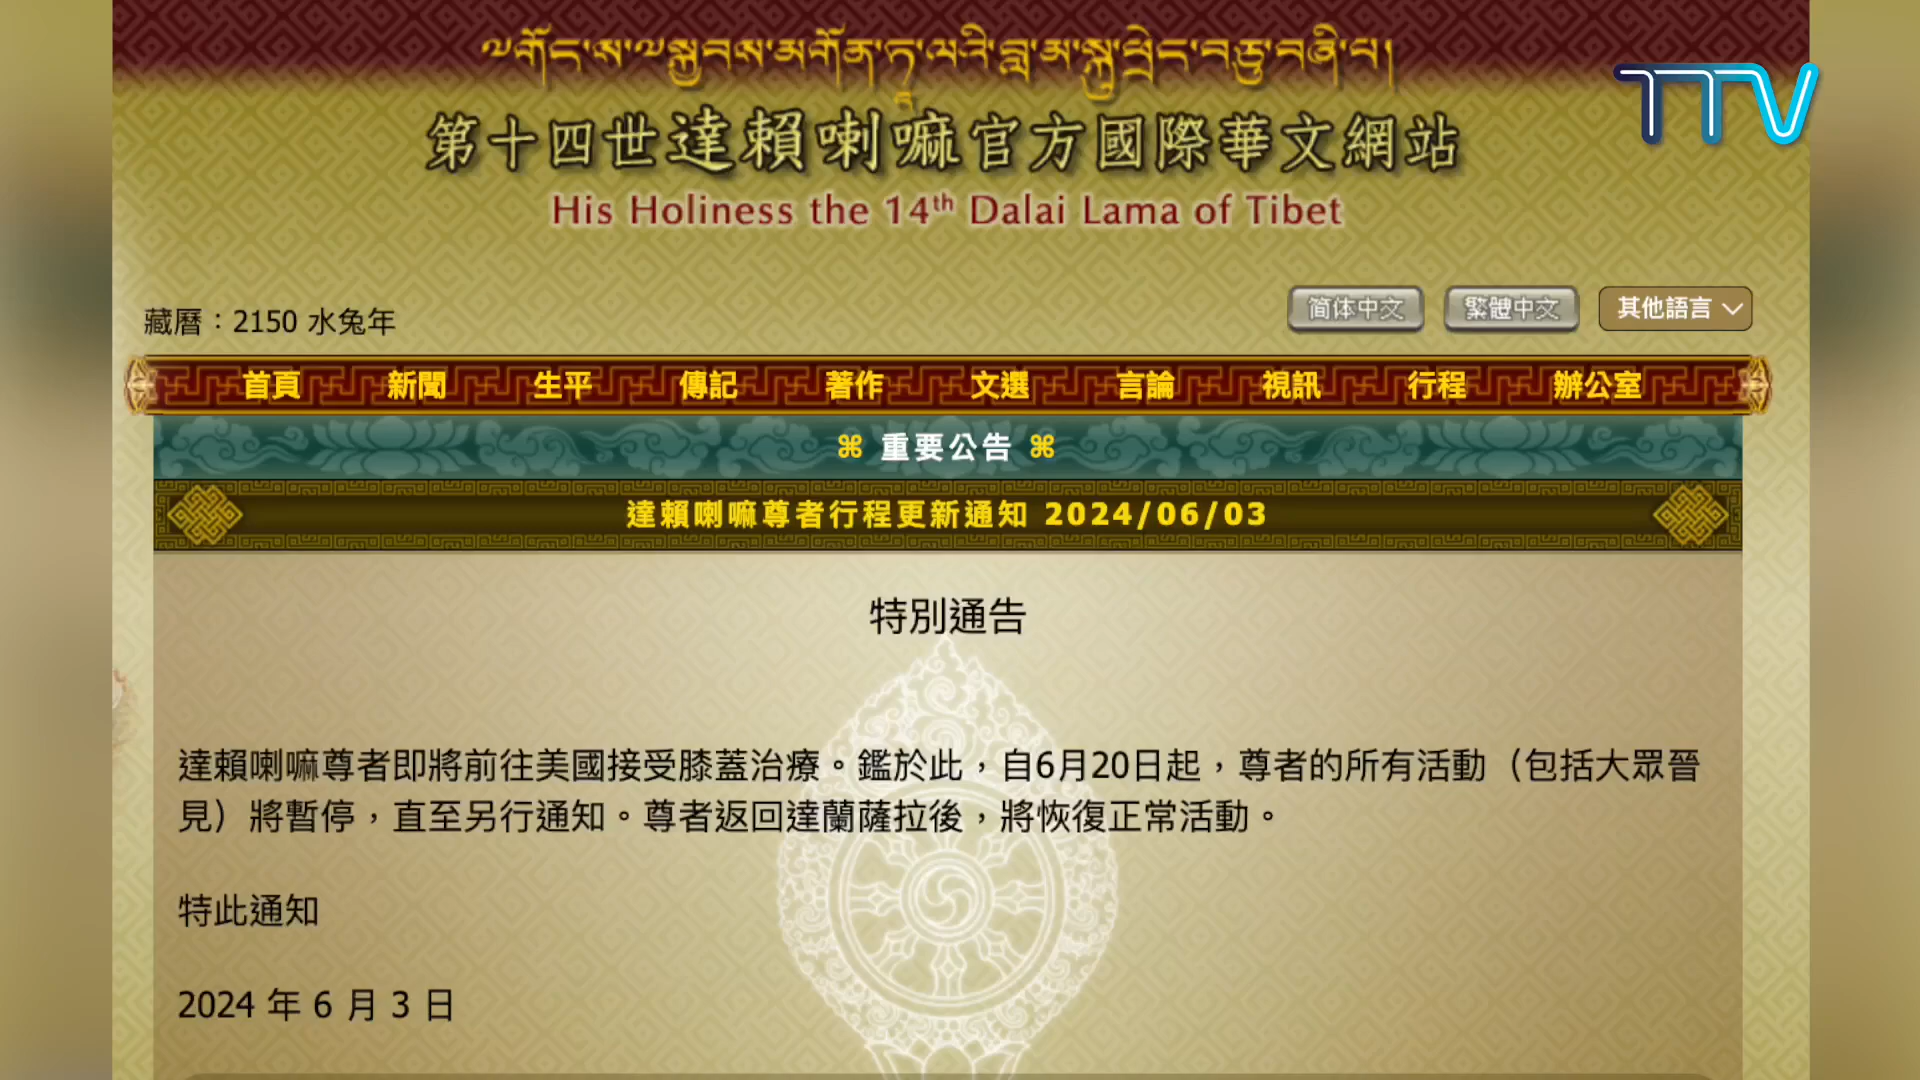 ༧གོང་ས་༧སྐྱབས་མགོན་ཏཱ་ལའི་བླ་མ་སྐུ་ཕྲེང་བཅུ་བཞི་པ།
TTV
第十四世達賴喇嘛官方國際華文網站
His Holiness the 14th Dalai Lama of Tibet
藏曆：2150 水兔年
简体中文 繁體中文 其他語言
首頁 新聞 生平 傳記 著作 文選 言論 視訊 行程 辦公室
⌘ 重要公告 ⌘
達賴喇嘛尊者行程更新通知 2024/06/03
特別通告
達賴喇嘛尊者即將前往美國接受膝蓋治療。鑑於此，自6月20日起，尊者的所有活動（包括大眾晉
見）將暫停，直至另行通知。尊者返回達蘭薩拉後，將恢復正常活動。
特此通知
2024 年 6 月 3 日